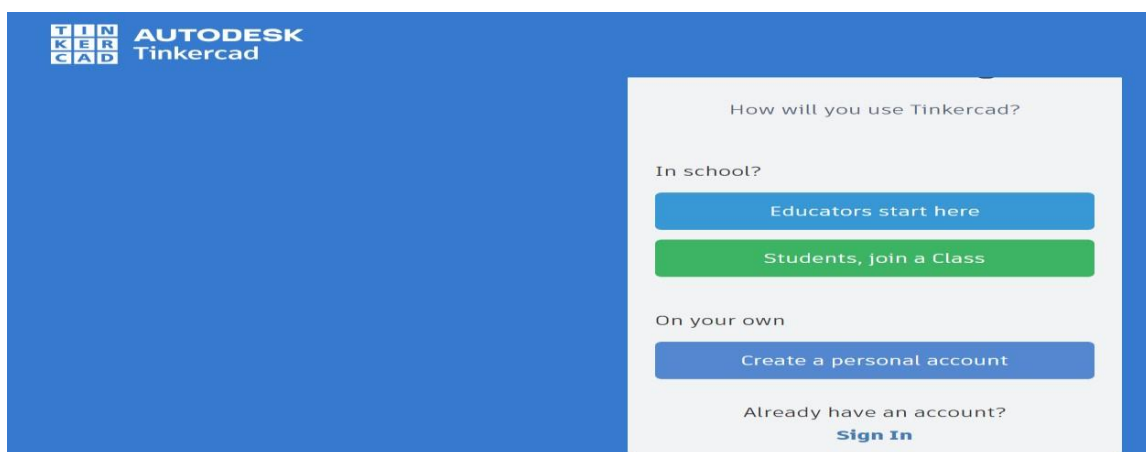 TIN
KER
CAD
AUTODESK
Tinkercad
How will you use Tinkercad?
In school?
Educators start here
Students, join a Class
On your own
Create a personal account
Already have an account?
Sign In